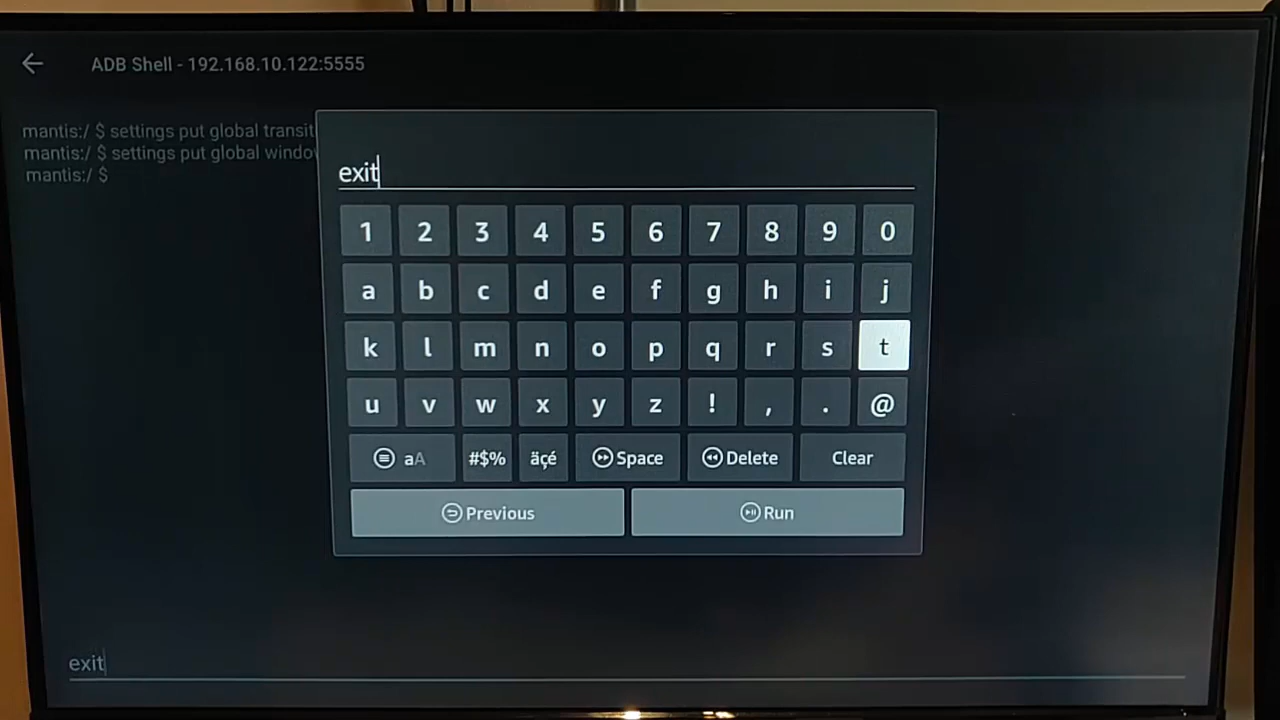 ADB Shell - 192.168.10.122:5555
mantis:/ $ settings put global transit
mantis:/ $ settings put global windo
mantis:/ $
exit
1 2 3 4 5 6 7 8 9 0
a b c d e f g h i j
k l m n o p q r s t
u v w x y z ! , . @
aA #$% äçé Space Delete Clear
Previous Run
exit